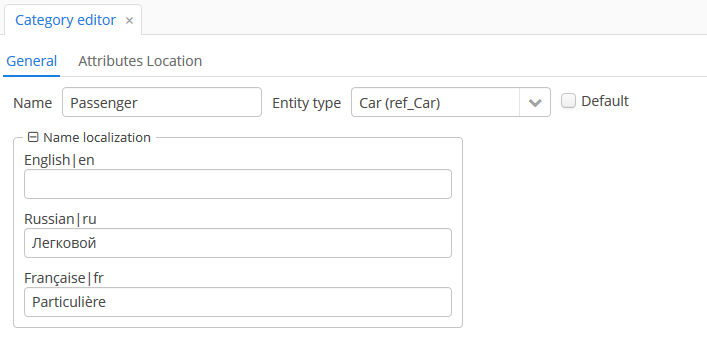 Category editor ×
General Attributes Location
Name Passenger Entity type Car (ref_Car) Default
Name localization
English|en
Russian|ru
Легковой
Française|fr
Particulière